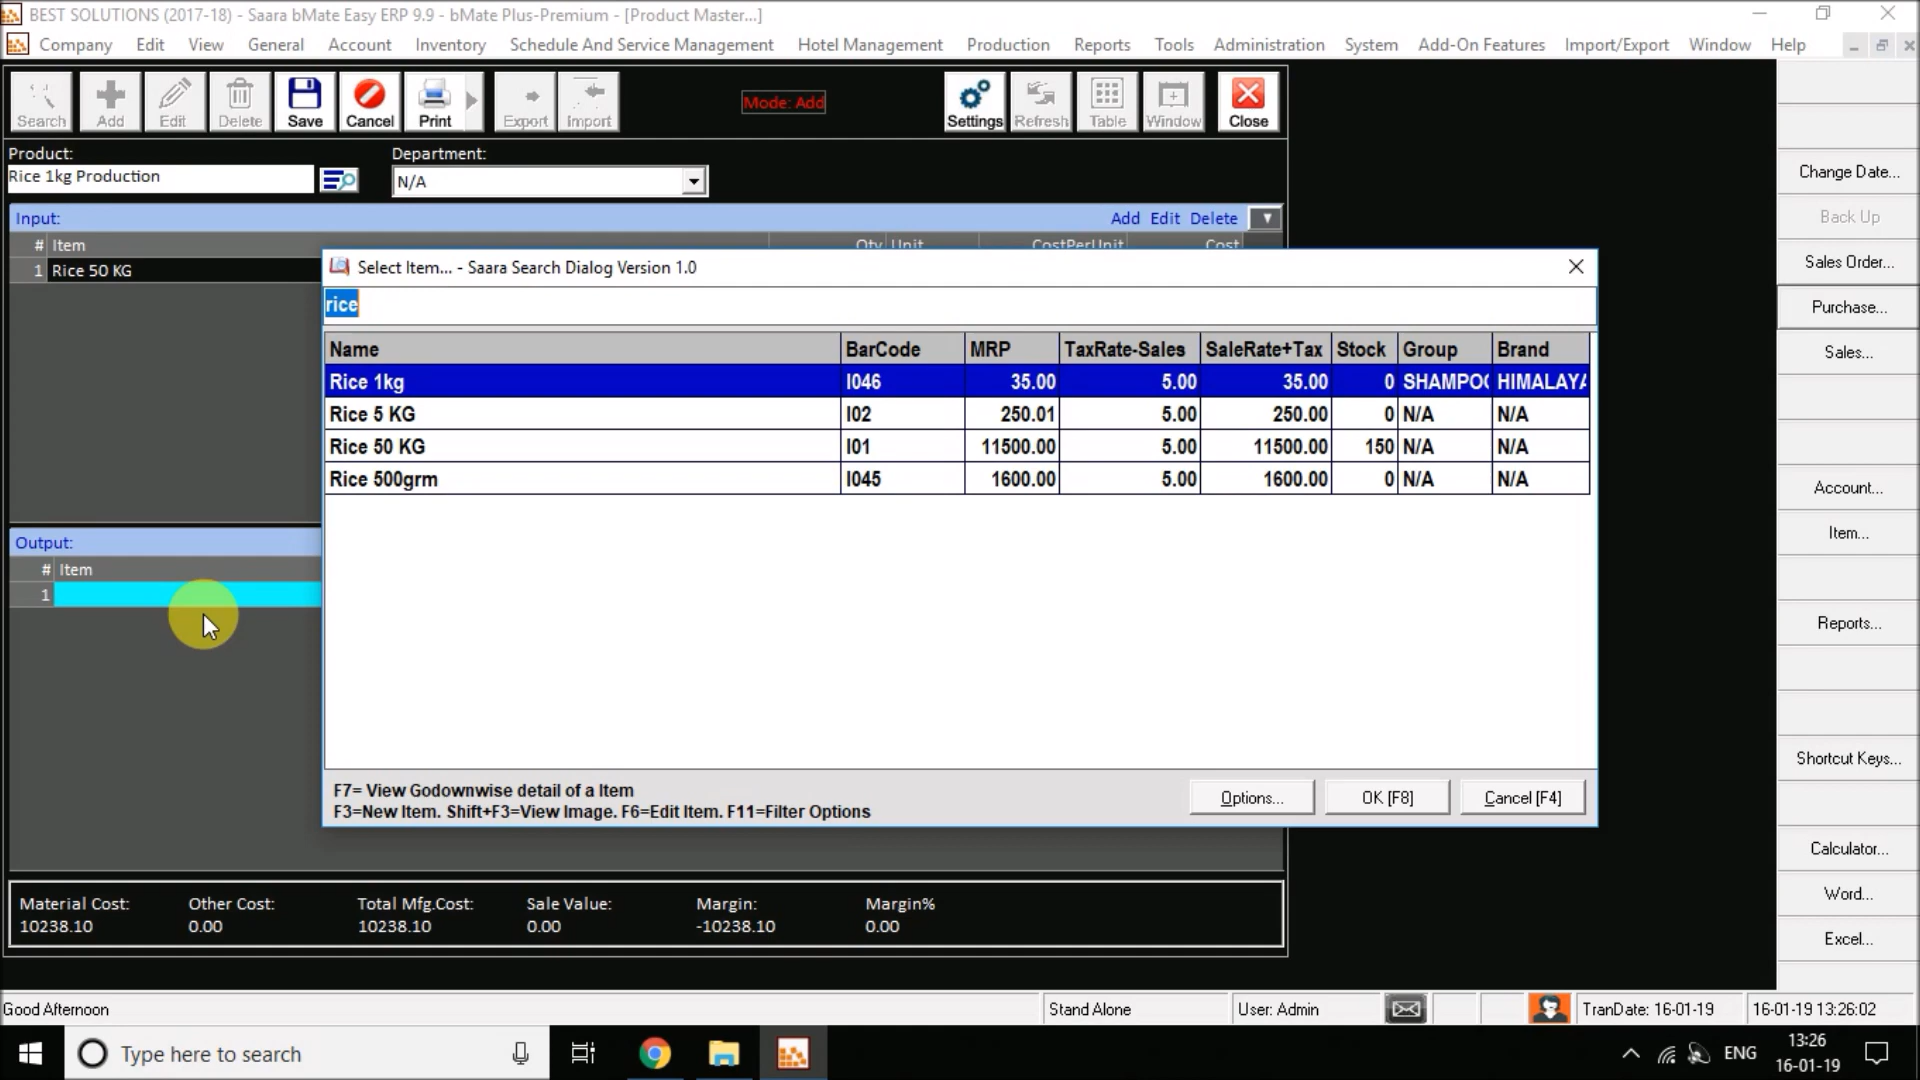 BEST SOLUTIONS (2017-18) - Saara bMate Easy ERP 9.9 - bMate Plus-Premium - [Product Master...]
Company Edit View General Account Inventory Schedule And Service Management Hotel Management Production Reports Tools Administration System Add-On Features Import/Export Window Help
Search Add Edit Delete Save Cancel Print Export Import Mode: Add Settings Refresh Table Window Close
Product: Department:
Rice 1kg Production N/A
Input: Add Edit Delete
# Item Qty Unit CostPerUnit Cost
1 Rice 50 KG
Select Item... - Saara Search Dialog Version 1.0
rice
Name BarCode MRP TaxRate-Sales SaleRate+Tax Stock Group Brand
Rice 1kg I046 35.00 5.00 35.00 0 SHAMPOO HIMALAYA
Rice 5 KG I02 250.01 5.00 250.00 0 N/A N/A
Rice 50 KG I01 11500.00 5.00 11500.00 150 N/A N/A
Rice 500grm I045 1600.00 5.00 1600.00 0 N/A N/A
F7= View Godownwise detail of a Item
F3=New Item. Shift+F3=View Image. F6=Edit Item. F11=Filter Options
Options... OK [F8] Cancel [F4]
Output:
# Item
1
Material Cost: Other Cost: Total Mfg.Cost: Sale Value: Margin: Margin%
10238.10 0.00 10238.10 0.00 -10238.10 0.00
Change Date...
Back Up
Sales Order...
Purchase...
Sales...
Account...
Item...
Reports...
Shortcut Keys...
Calculator...
Word...
Excel...
Good Afternoon Stand Alone User: Admin TranDate: 16-01-19 16-01-19 13:26:02
Type here to search ENG 13:26
16-01-19